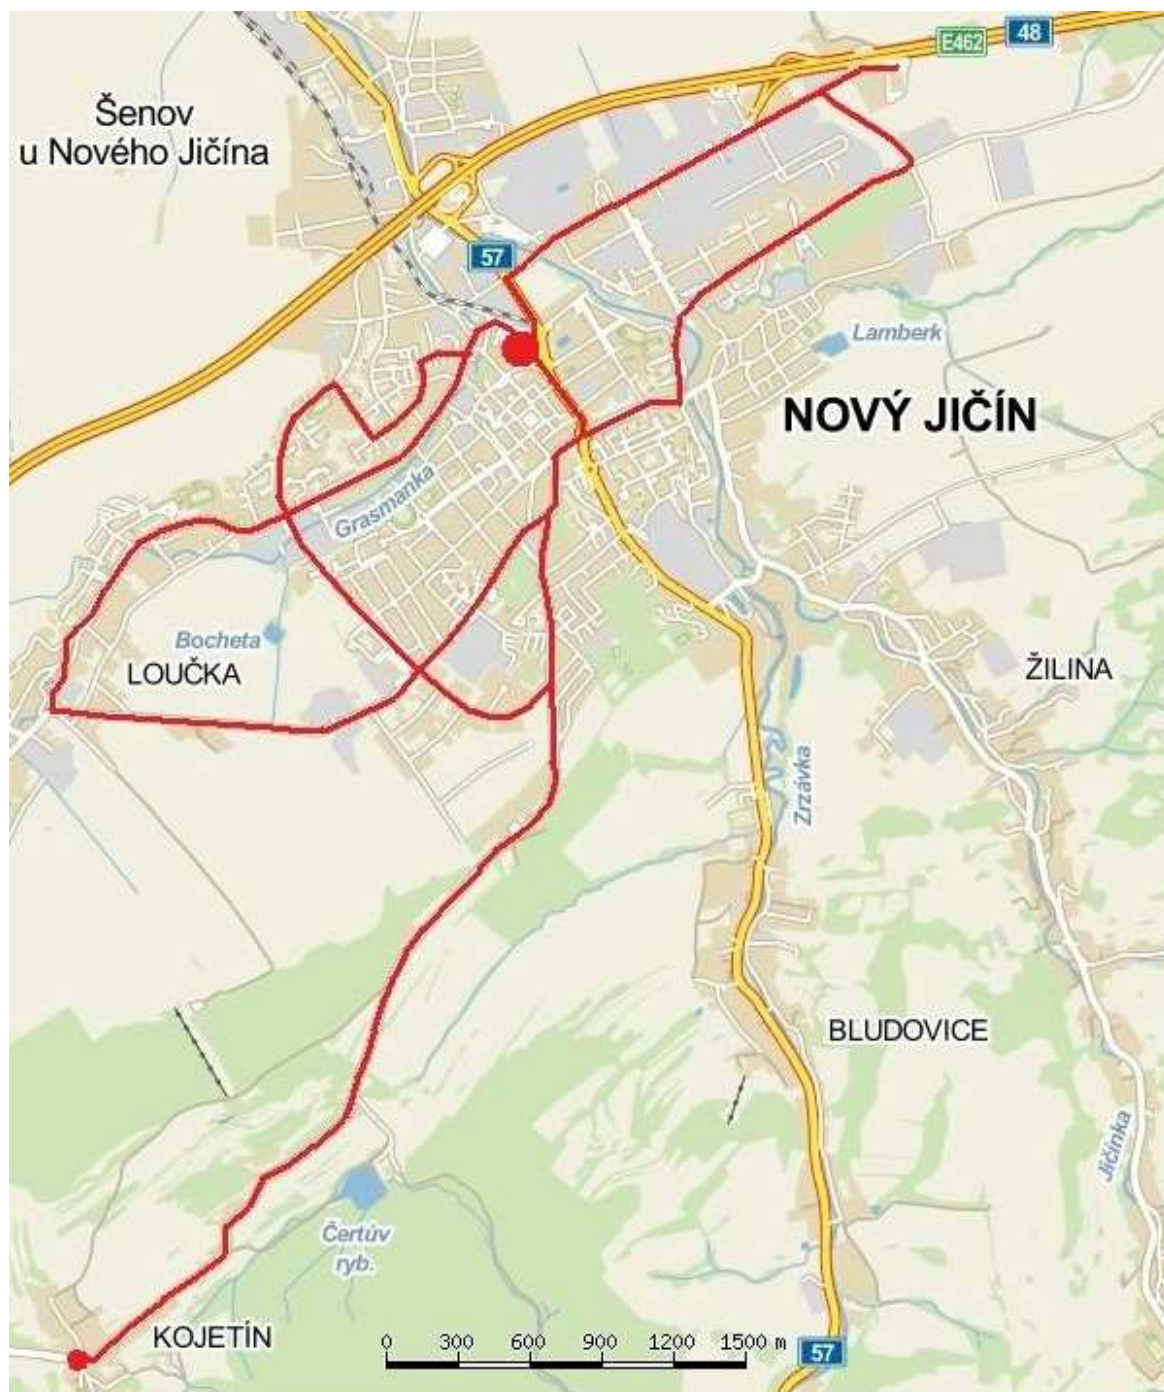 48
E462
Šenov
u Nového Jičína
57
Lamberk
NOVÝ JIČÍN
Grasmanka
Bocheta
LOUČKA
ŽILINA
Zrzávka
BLUDOVICE
Jičínka
Čertův
ryb.
KOJETÍN
0 300 600 900 1200 1500 m
57